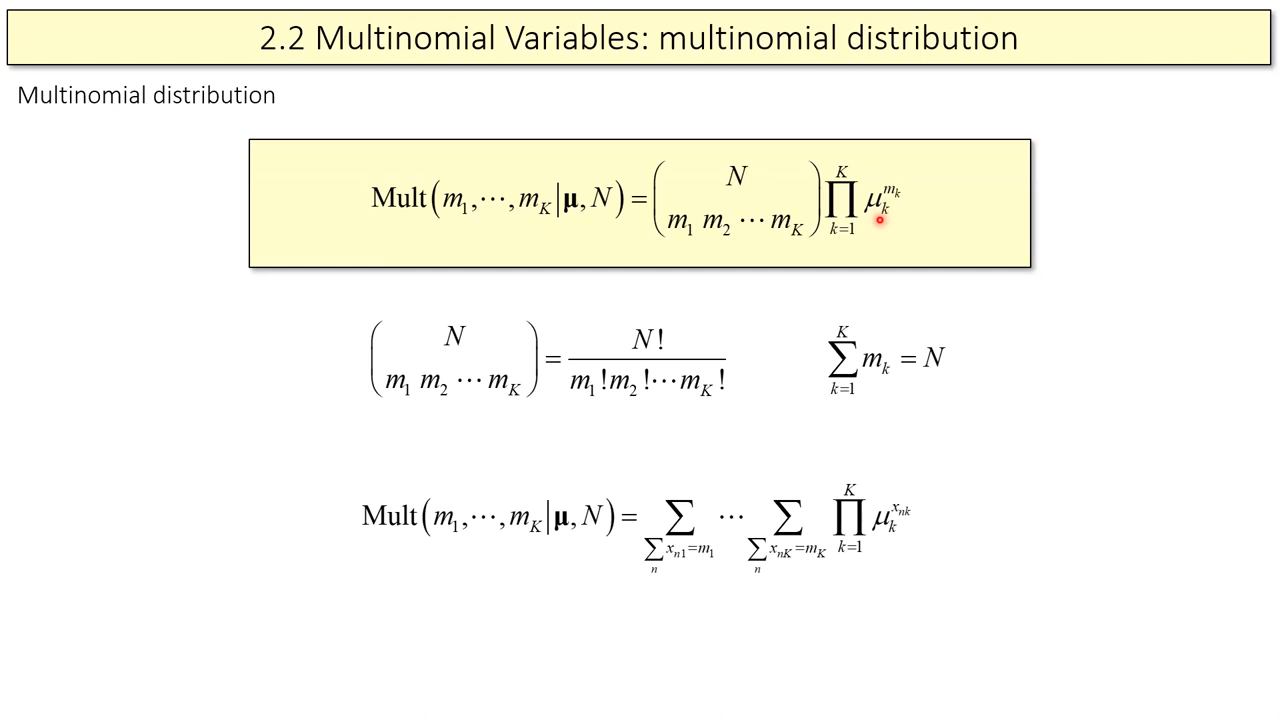 2.2 Multinomial Variables: multinomial distribution
Multinomial distribution
Mult(m_1,⋯,m_K|μ,N) = (N / m_1 m_2 ⋯ m_K) ∏_{k=1}^{K} μ_k^{m_k}
(N / m_1 m_2 ⋯ m_K) = N! / (m_1!m_2!⋯m_K!)    ∑_{k=1}^{K} m_k = N
Mult(m_1,⋯,m_K|μ,N) = ∑_{∑_n x_{n1}=m_1} ⋯ ∑_{∑_n x_{nK}=m_K} ∏_{k=1}^{K} μ_k^{x_{nk}}